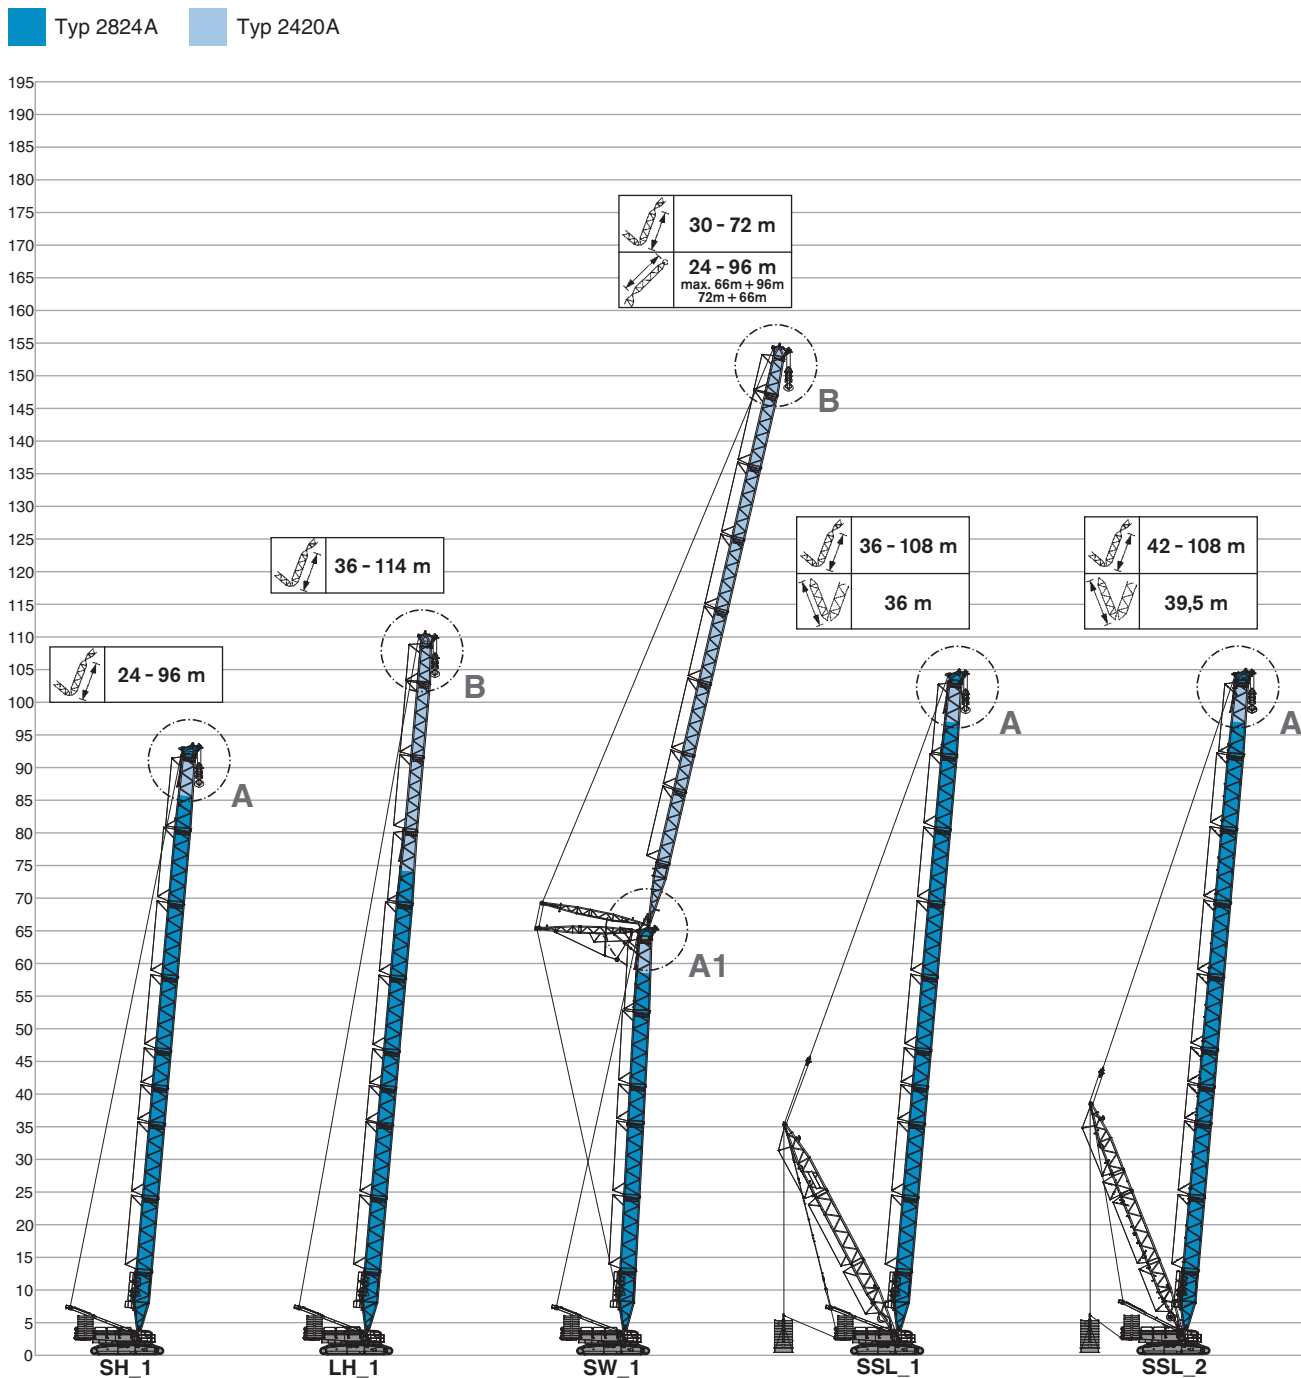 Typ 2824A
Typ 2420A
195
190
185
180
175
170
165
160
155
150
145
140
135
130
125
120
115
110
105
100
95
90
85
80
75
70
65
60
55
50
45
40
35
30
25
20
15
10
5
0
24 - 96 m
A
36 - 114 m
B
30 - 72 m
24 - 96 m
max. 66m + 96m
72m + 66m
B
A1
36 - 108 m
36 m
A
42 - 108 m
39,5 m
A
SH_1
LH_1
SW_1
SSL_1
SSL_2